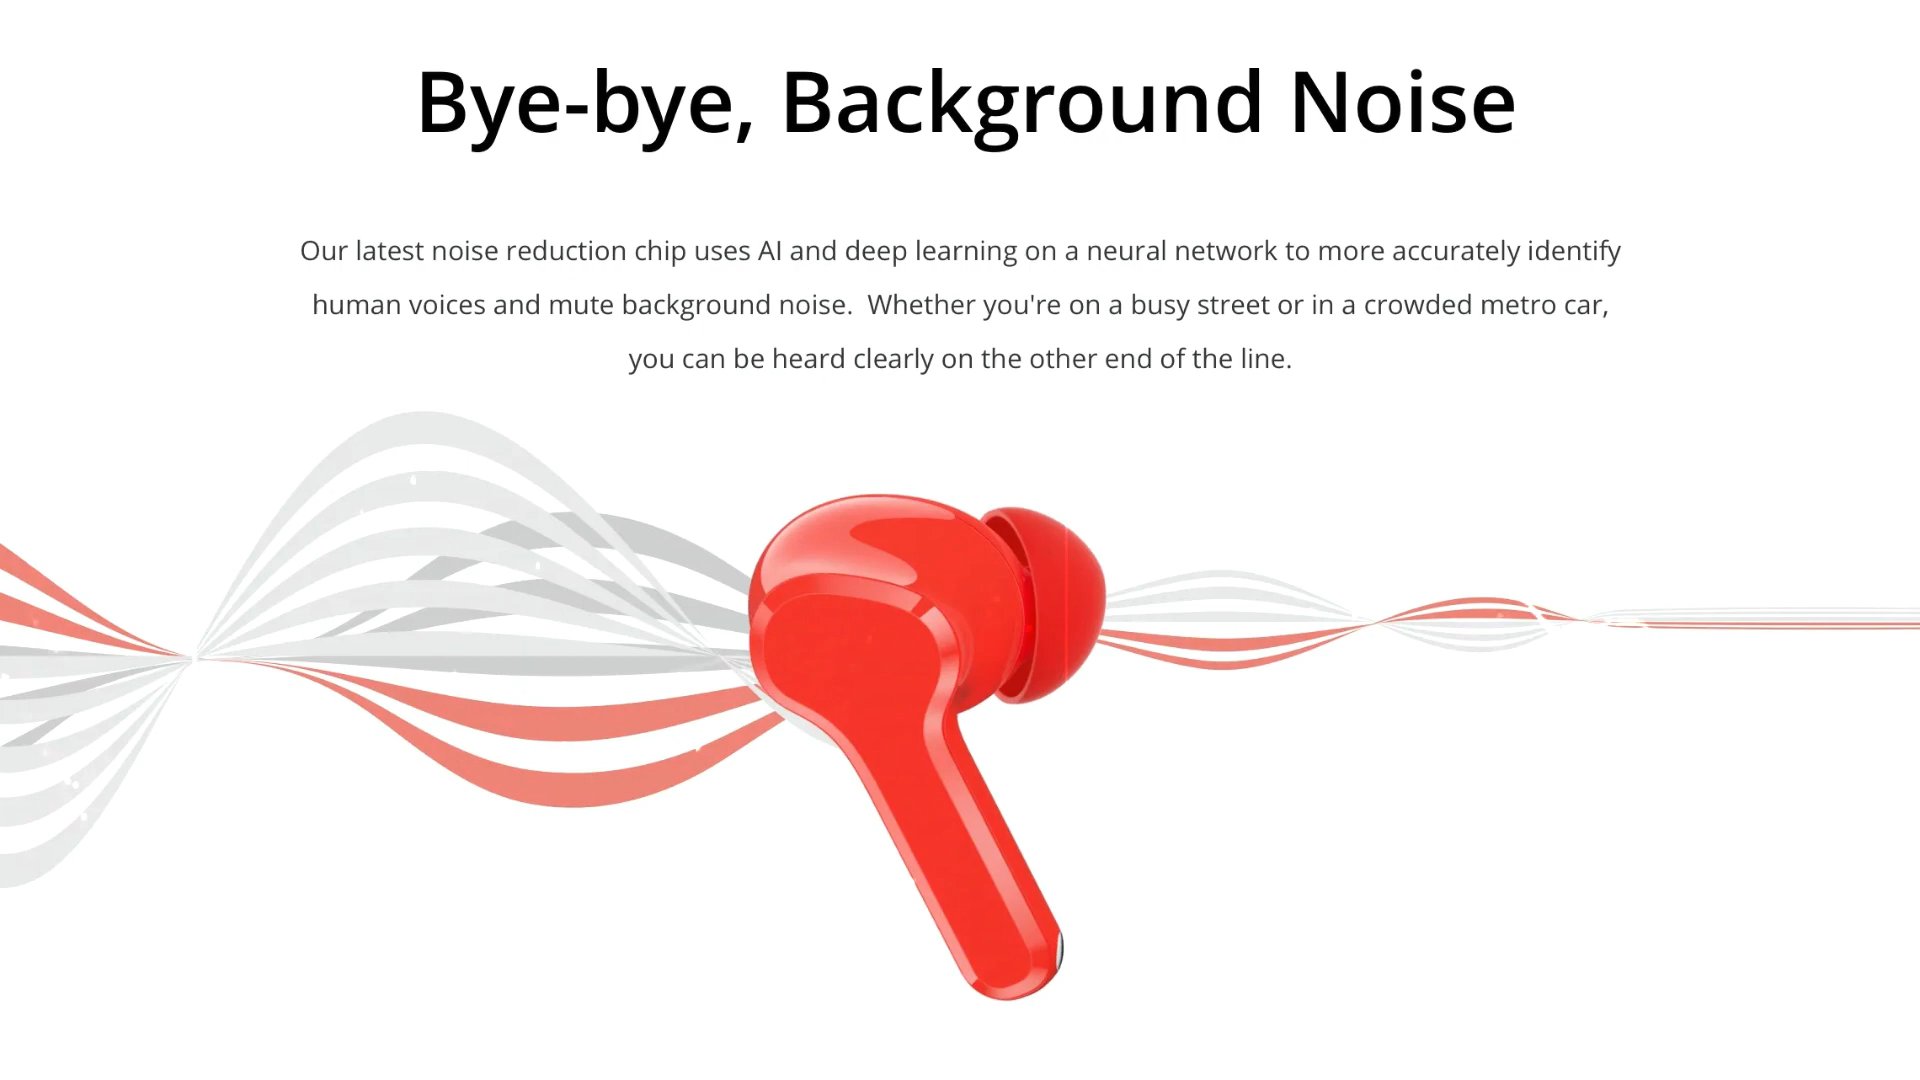 Bye-bye, Background Noise
Our latest noise reduction chip uses AI and deep learning on a neural network to more accurately identify
human voices and mute background noise.  Whether you're on a busy street or in a crowded metro car,
you can be heard clearly on the other end of the line.